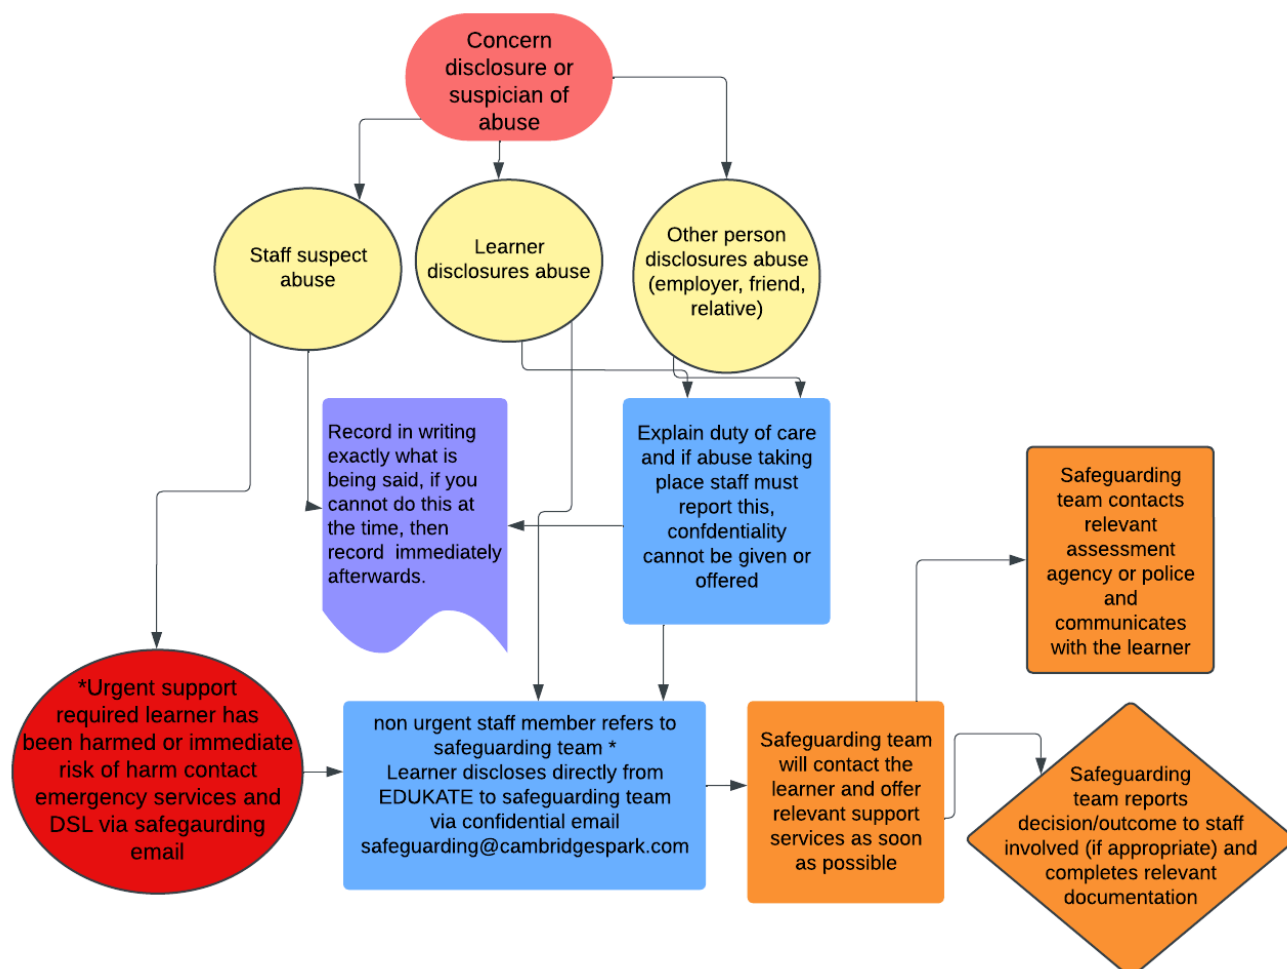 Concern
disclosure or
suspician of
abuse
Staff suspect
abuse
Learner
disclosures abuse
Other person
disclosures abuse
(employer, friend,
relative)
Record in writing
exactly what is
being said, if you
cannot do this at
the time, then
record immediately
afterwards.
Explain duty of care
and if abuse taking
place staff must
report this,
confdentiality
cannot be given or
offered
Safeguarding
team contacts
relevant
assessment
agency or police
and
communicates
with the learner
*Urgent support
required learner has
been harmed or immediate
risk of harm contact
emergency services and
DSL via safegaurding
email
non urgent staff member refers to
safeguarding team *
Learner discloses directly from
EDUKATE to safeguarding team
via confidential email
safeguarding@cambridgespark.com
Safeguarding team
will contact the
learner and offer
relevant support
services as soon
as possible
Safeguarding
team reports
decision/outcome to staff
involved (if appropriate) and
completes relevant
documentation